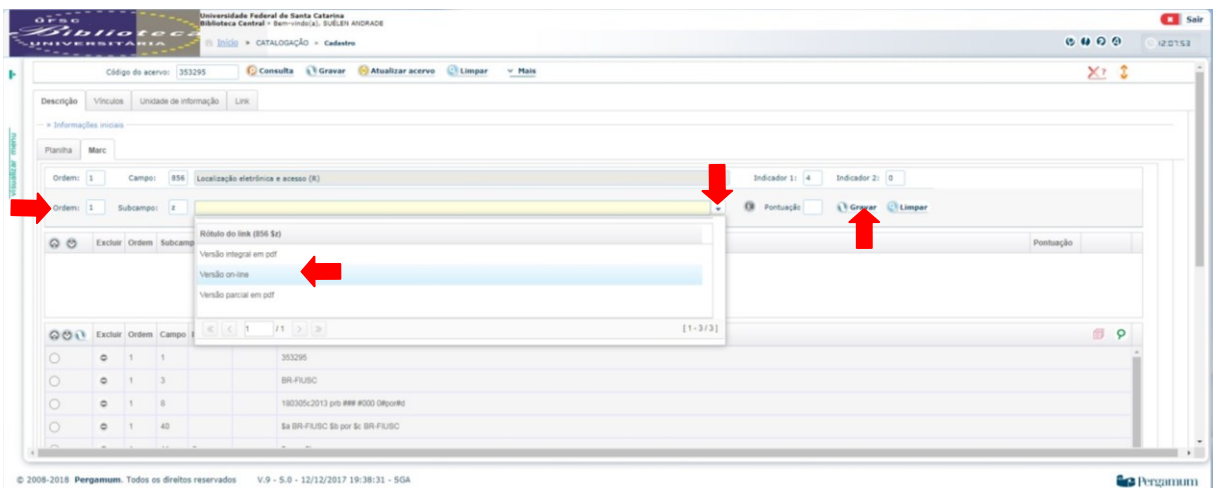 UFSC
Biblioteca
UNIVERSITÁRIA
Universidade Federal de Santa Catarina
Biblioteca Central - Bem-vindo(a). SUÉLEN ANDRADE
Início » CATALOGAÇÃO » Cadastro
Sair
12:07:53
Visualizar menu
Código do acervo: 353295 Consulta Gravar Atualizar acervo Limpar Mais
Descrição Vínculos Unidade de informação Link
» Informações iniciais
Planilha Marc
Ordem: 1 Campo: 856 Localização eletrônica e acesso (R) Indicador 1: 4 Indicador 2: 0
Ordem: 1 Subcampo: z Pontuação Gravar Limpar
Rótulo do link (856 $z)
Excluir Ordem Subcamp Pontuação
Versão integral em pdf
Versão on-line
Versão parcial em pdf
1 /1 [1-3/3]
Excluir Ordem Campo
1 1 353295
1 3 BR-FlUSC
1 8 180305c2013 prb ### #000 0#por#d
1 40 $a BR-FlUSC $b por $c BR-FlUSC
© 2008-2018 Pergamum. Todos os direitos reservados V.9 - 5.0 - 12/12/2017 19:38:31 - SGA
Pergamum